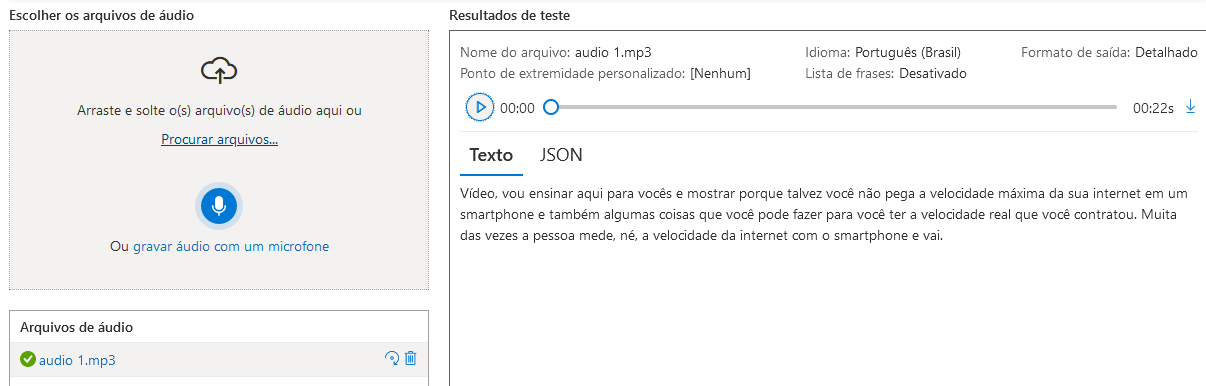 Escolher os arquivos de áudio
Arraste e solte o(s) arquivo(s) de áudio aqui ou
Procurar arquivos...
Ou gravar áudio com um microfone
Arquivos de áudio
audio 1.mp3
Resultados de teste
Nome do arquivo: audio 1.mp3 Idioma: Português (Brasil) Formato de saída: Detalhado
Ponto de extremidade personalizado: [Nenhum] Lista de frases: Desativado
00:00 00:22s
Texto JSON
Vídeo, vou ensinar aqui para vocês e mostrar porque talvez você não pega a velocidade máxima da sua internet em um
smartphone e também algumas coisas que você pode fazer para você ter a velocidade real que você contratou. Muita
das vezes a pessoa mede, né, a velocidade da internet com o smartphone e vai.